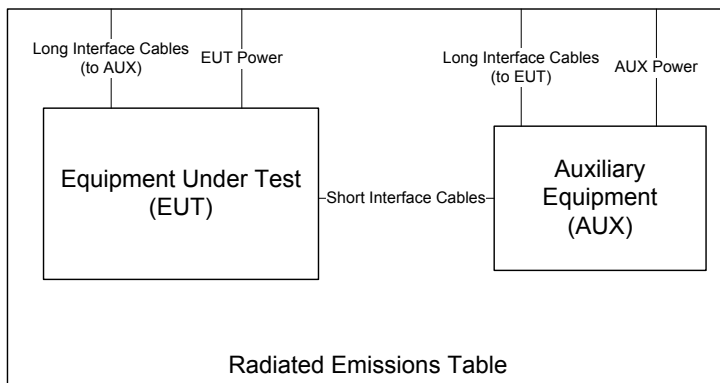 Long Interface Cables
(to AUX)
EUT Power
Long Interface Cables
(to EUT)
AUX Power
Equipment Under Test
(EUT)
Short Interface Cables
Auxiliary
Equipment
(AUX)
Radiated Emissions Table